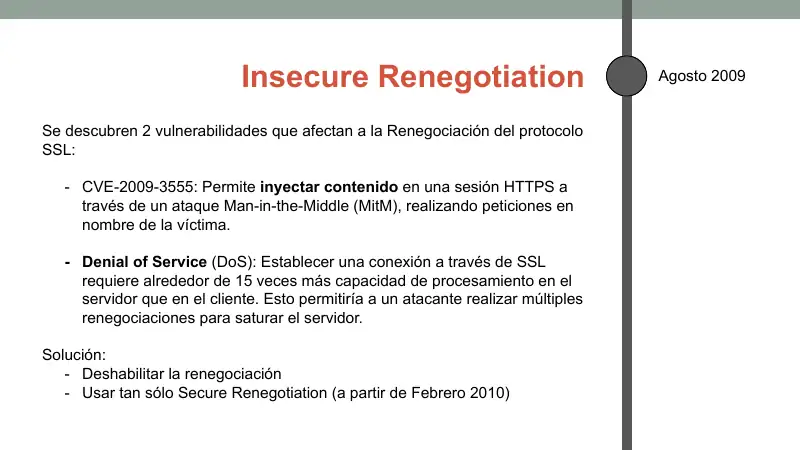 Insecure Renegotiation
Agosto 2009
Se descubren 2 vulnerabilidades que afectan a la Renegociación del protocolo
SSL:
- CVE-2009-3555: Permite inyectar contenido en una sesión HTTPS a
través de un ataque Man-in-the-Middle (MitM), realizando peticiones en
nombre de la víctima.
- Denial of Service (DoS): Establecer una conexión a través de SSL
requiere alrededor de 15 veces más capacidad de procesamiento en el
servidor que en el cliente. Esto permitiría a un atacante realizar múltiples
renegociaciones para saturar el servidor.
Solución:
- Deshabilitar la renegociación
- Usar tan sólo Secure Renegotiation (a partir de Febrero 2010)